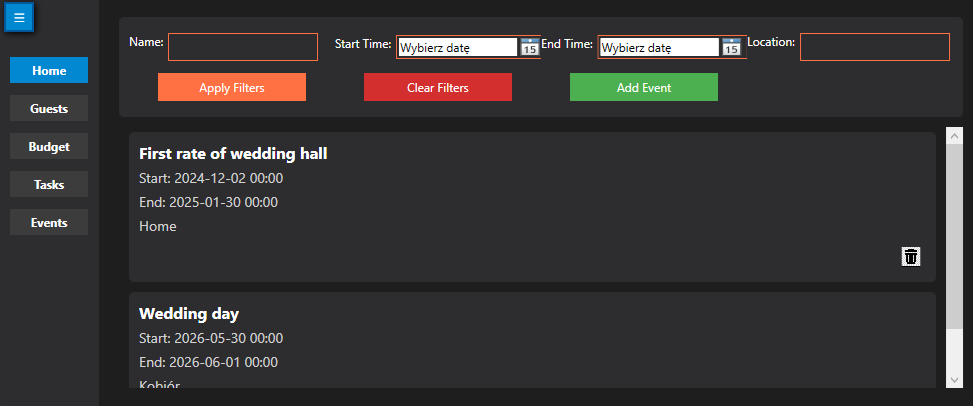 Home
Guests
Budget
Tasks
Events
Name: Start Time: Wybierz datę 15 End Time: Wybierz datę 15 Location:
Apply Filters Clear Filters Add Event
First rate of wedding hall
Start: 2024-12-02 00:00
End: 2025-01-30 00:00
Home
Wedding day
Start: 2026-05-30 00:00
End: 2026-06-01 00:00
Kobiór